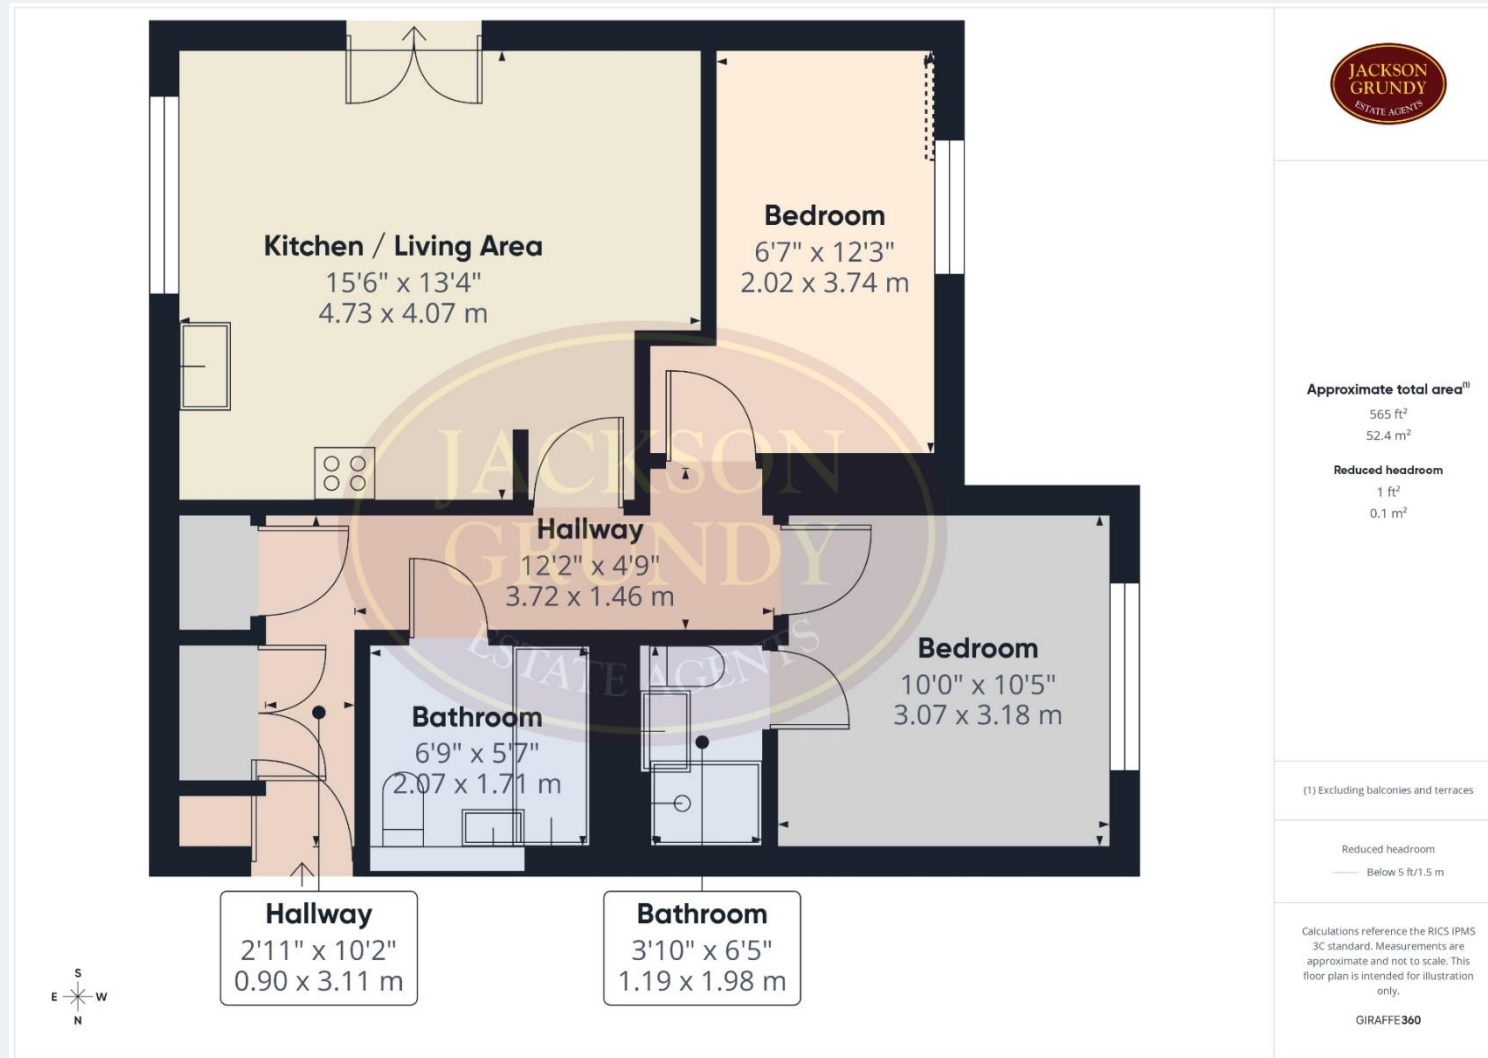 Kitchen / Living Area
15'6" x 13'4"
4.73 x 4.07 m
Bedroom
6'7" x 12'3"
2.02 x 3.74 m
Hallway
12'2" x 4'9"
3.72 x 1.46 m
Bedroom
10'0" x 10'5"
3.07 x 3.18 m
Bathroom
6'9" x 5'7"
2.07 x 1.71 m
Hallway
2'11" x 10'2"
0.90 x 3.11 m
Bathroom
3'10" x 6'5"
1.19 x 1.98 m
JACKSON
GRUNDY
ESTATE AGENTS
S
E W
N
JACKSON
GRUNDY
ESTATE AGENTS
Approximate total area(1)
565 ft²
52.4 m²
Reduced headroom
1 ft²
0.1 m²
(1) Excluding balconies and terraces
Reduced headroom
Below 5 ft/1.5 m
Calculations reference the RICS IPMS
3C standard. Measurements are
approximate and not to scale. This
floor plan is intended for illustration
only.
GIRAFFE360